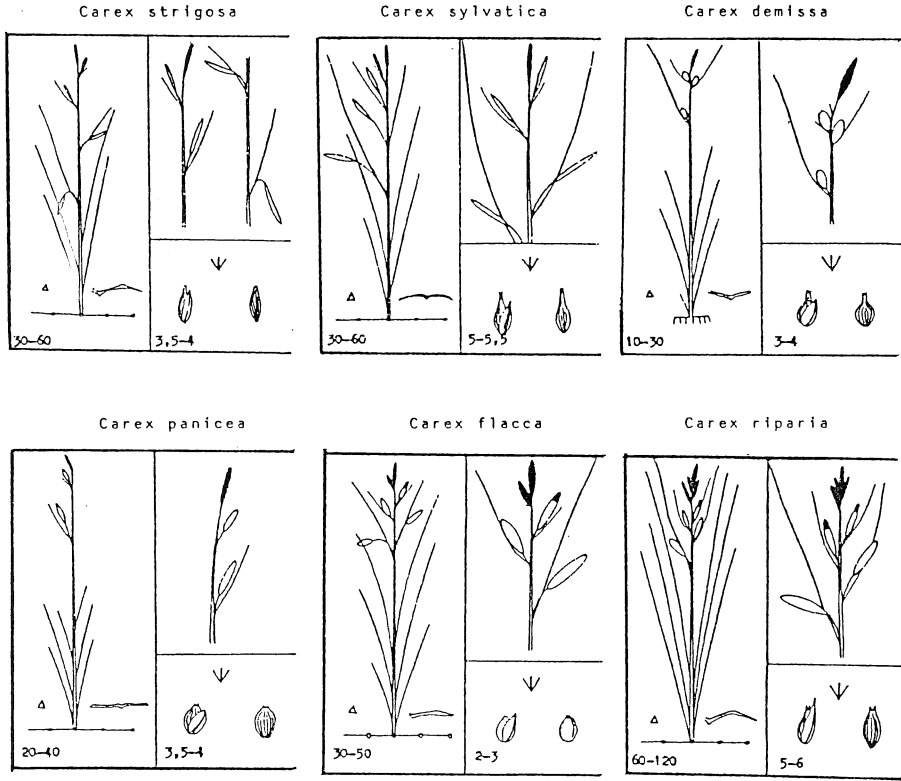 Carex strigosa
Carex sylvatica
Carex demissa
30-60
3,5-4
30-60
5-5,5
10-30
3-4
Carex panicea
Carex flacca
Carex riparia
20-40
3,5-4
30-50
2-3
60-120
5-6